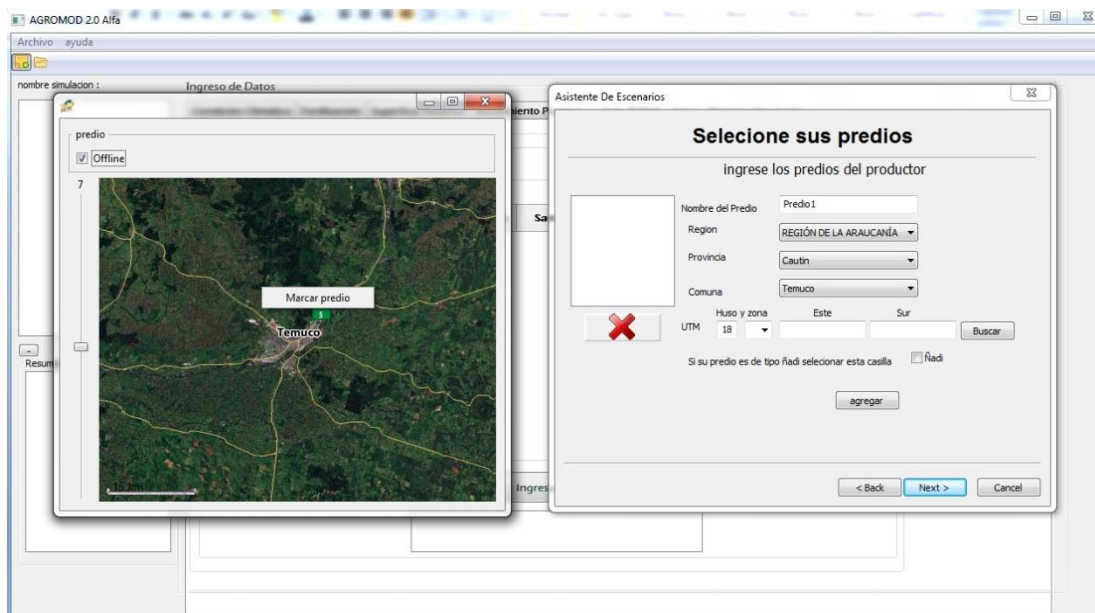 AGROMOD 2.0 Alfa
Archivo ayuda
nombre simulacion :
Ingreso de Datos
predio
Offline
7
Marcar predio
5
Temuco
15 km
Resum
Sa
Ingres
Asistente De Escenarios
Selecione sus predios
ingrese los predios del productor
Nombre del Predio Predio1
Region REGIÓN DE LA ARAUCANÍA
Provincia Cautin
Comuna Temuco
Huso y zona Este Sur
UTM 18 Buscar
Si su predio es de tipo ñadi selecionar esta casilla Ñadi
agregar
< Back Next > Cancel